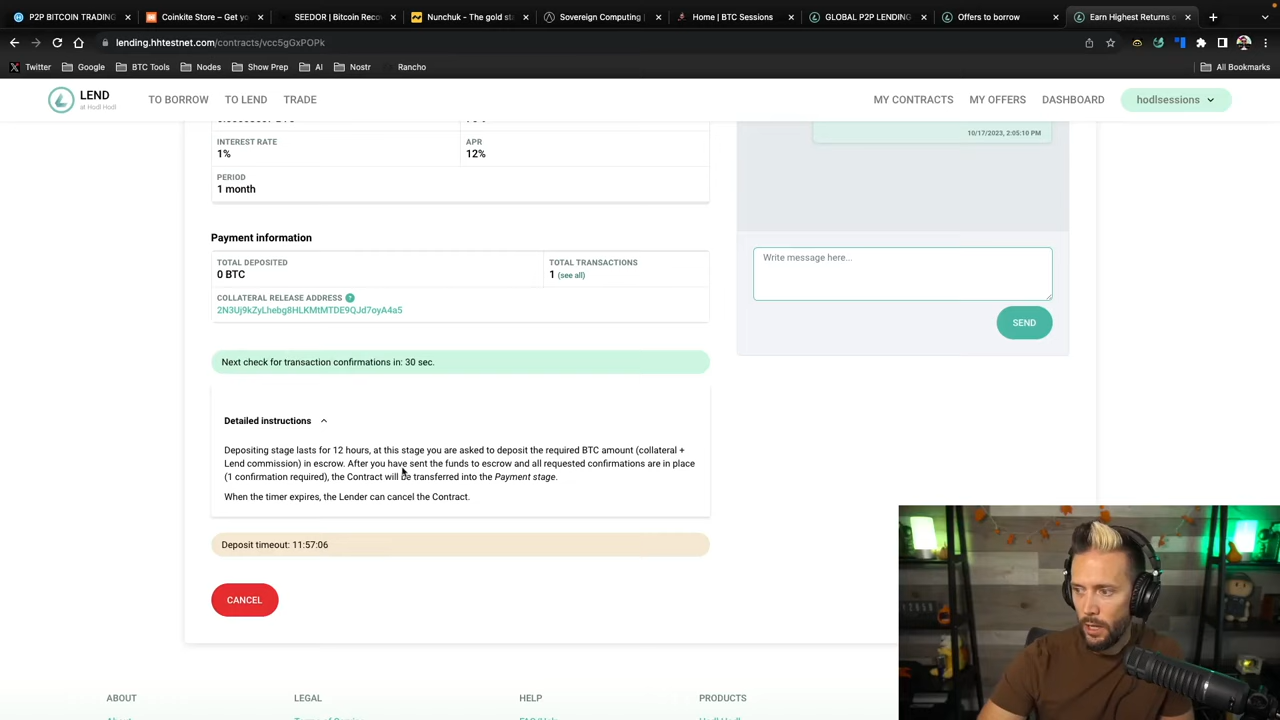 P2P BITCOIN TRADING
Coinkite Store – Get yo
SEEDOR | Bitcoin Reco
Nunchuk - The gold sta
Sovereign Computing |
Home | BTC Sessions
GLOBAL P2P LENDING
Offers to borrow
Earn Highest Returns o
lending.hhtestnet.com/contracts/vcc5gGxPOPk
Twitter
Google
BTC Tools
Nodes
Show Prep
AI
Nostr
Rancho
All Bookmarks
LEND
at Hodl Hodl
TO BORROW
TO LEND
TRADE
MY CONTRACTS
MY OFFERS
DASHBOARD
hodlsessions
INTEREST RATE
1%
APR
12%
PERIOD
1 month
10/17/2023, 2:05:10 PM
Payment information
TOTAL DEPOSITED
0 BTC
TOTAL TRANSACTIONS
1 (see all)
COLLATERAL RELEASE ADDRESS ?
2N3Uj9kZyLhebg8HLKMtMTDE9QJd7oyA4a5
Write message here...
SEND
Next check for transaction confirmations in: 30 sec.
Detailed instructions
Depositing stage lasts for 12 hours, at this stage you are asked to deposit the required BTC amount (collateral +
Lend commission) in escrow. After you have sent the funds to escrow and all requested confirmations are in place
(1 confirmation required), the Contract will be transferred into the Payment stage.
When the timer expires, the Lender can cancel the Contract.
Deposit timeout: 11:57:06
CANCEL
ABOUT
LEGAL
HELP
PRODUCTS